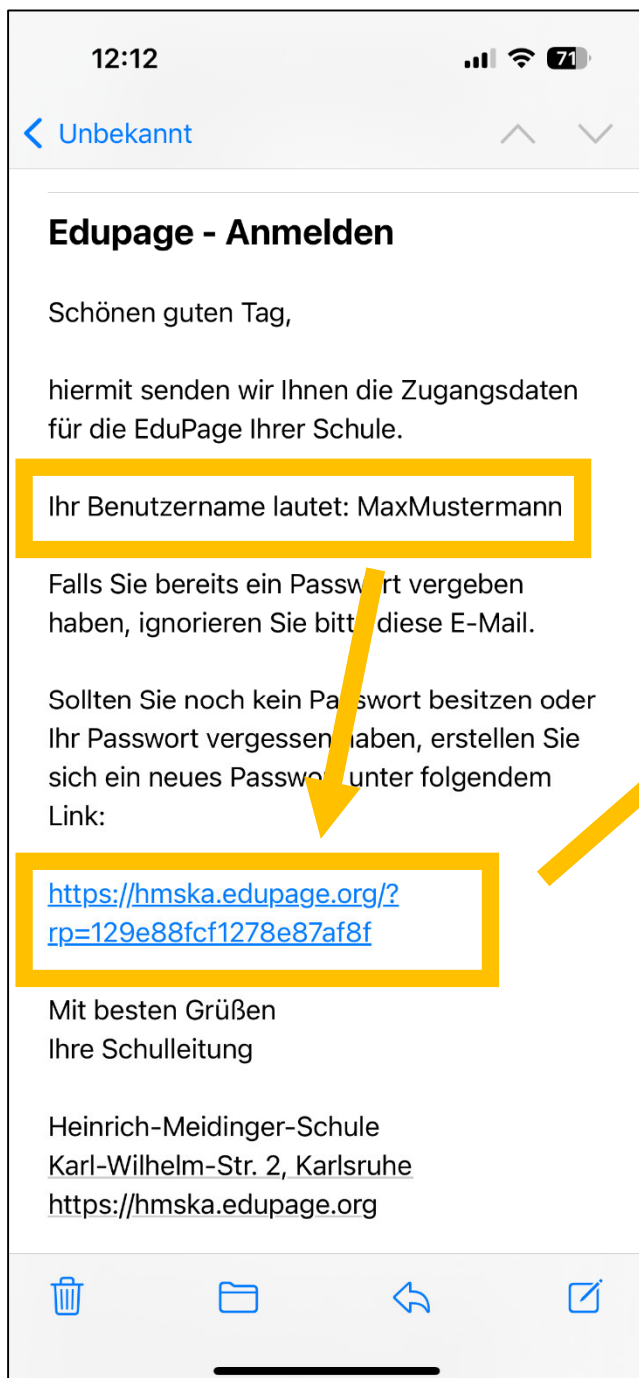 12:12
71
Unbekannt
Edupage - Anmelden
Schönen guten Tag,
hiermit senden wir Ihnen die Zugangsdaten
für die EduPage Ihrer Schule.
Ihr Benutzername lautet: MaxMustermann
Falls Sie bereits ein Passwort vergeben
haben, ignorieren Sie bitte diese E-Mail.
Sollten Sie noch kein Passwort besitzen oder
Ihr Passwort vergessen haben, erstellen Sie
sich ein neues Passwort unter folgendem
Link:
https://hmska.edupage.org/?
rp=129e88fcf1278e87af8f
Mit besten Grüßen
Ihre Schulleitung
Heinrich-Meidinger-Schule
Karl-Wilhelm-Str. 2, Karlsruhe
https://hmska.edupage.org